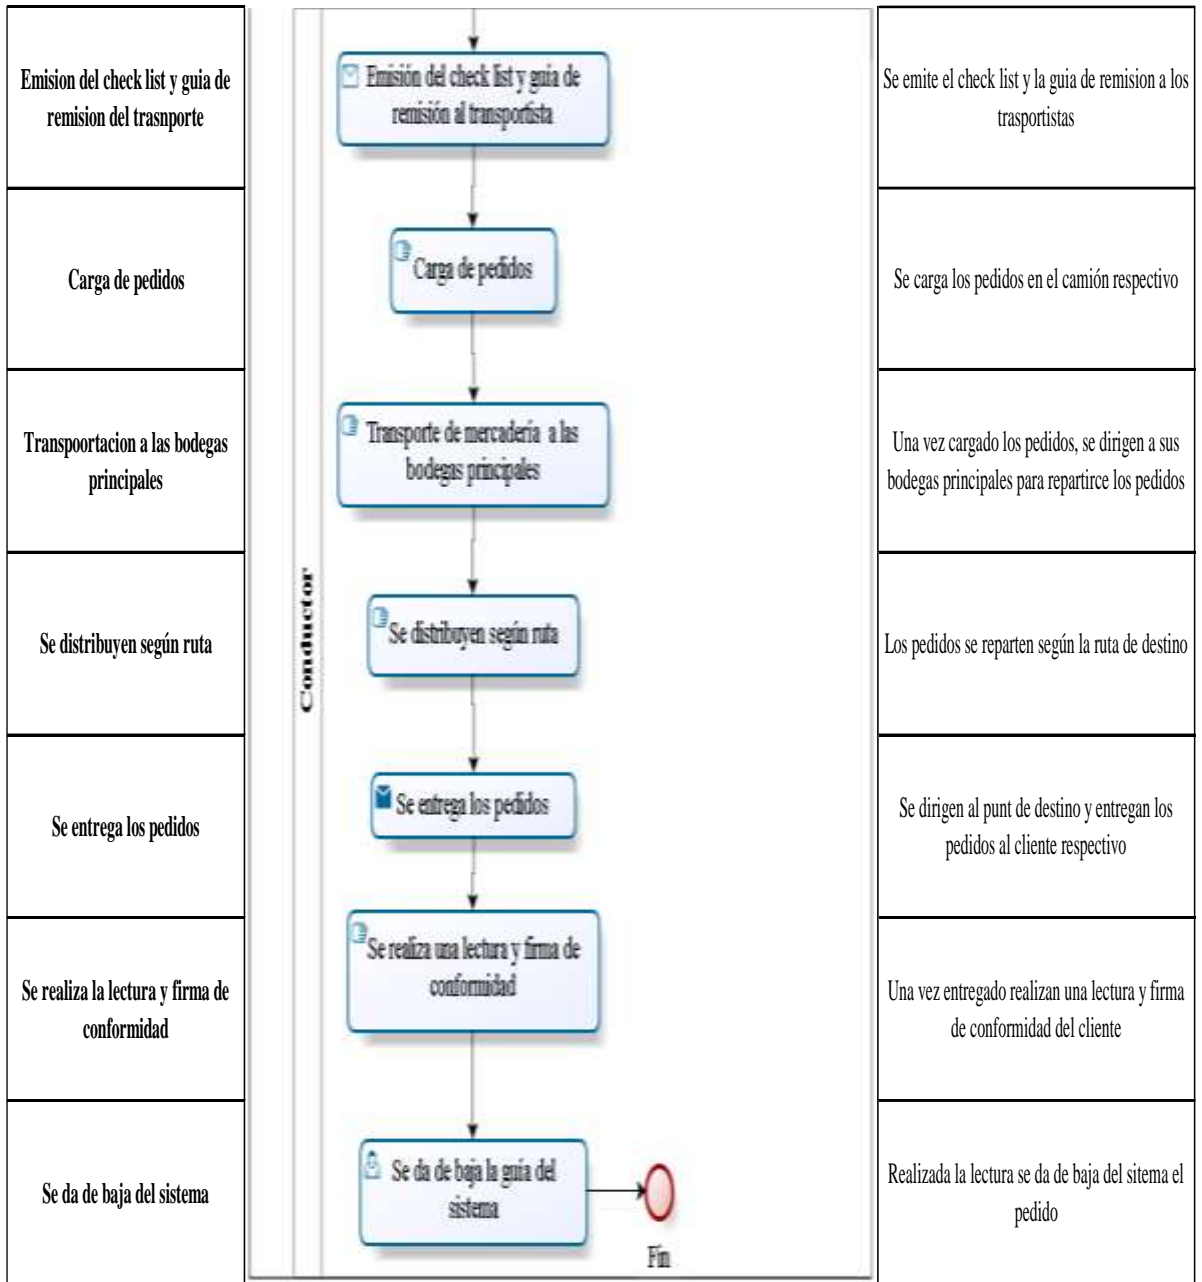 Emision del check list y guia de
remision del trasnporte
Emisión del check list y guía de
remisión al transportista
Se emite el check list y la guia de remision a los
trasportistas
Carga de pedidos
Carga de pedidos
Se carga los pedidos en el camión respectivo
Transpoortacion a las bodegas
principales
Transporte de mercadería a las
bodegas principales
Una vez cargado los pedidos, se dirigen a sus
bodegas principales para repartirce los pedidos
Conductor
Se distribuyen según ruta
Se distribuyen según ruta
Los pedidos se reparten según la ruta de destino
Se entrega los pedidos
Se entrega los pedidos
Se dirigen al punt de destino y entregan los
pedidos al cliente respectivo
Se realiza la lectura y firma de
conformidad
Se realiza una lectura y firma de
conformidad
Una vez entregado realizan una lectura y firma
de conformidad del cliente
Se da de baja del sistema
Se da de baja la guía del
sistema
Fin
Realizada la lectura se da de baja del sitema el
pedido